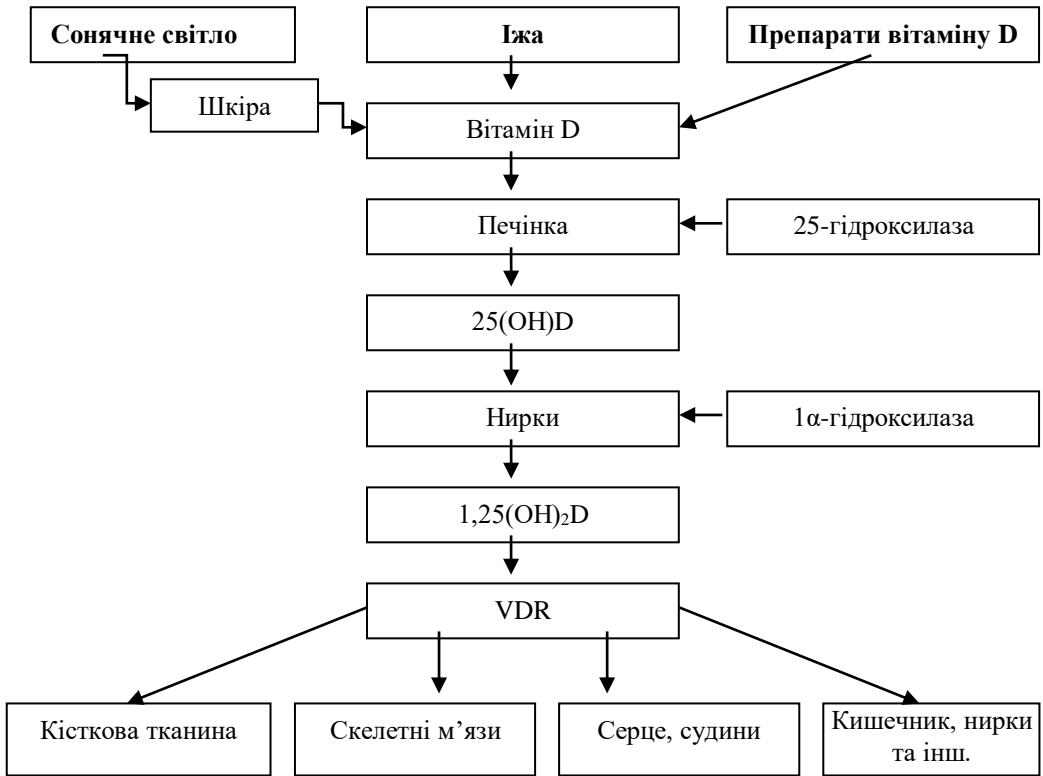 Сонячне світло
Їжа
Препарати вітаміну D
Шкіра
Вітамін D
Печінка
25-гідроксилаза
25(OH)D
Нирки
1α-гідроксилаза
1,25(OH)₂D
VDR
Кісткова тканина
Скелетні м’язи
Серце, судини
Кишечник, нирки
та інш.